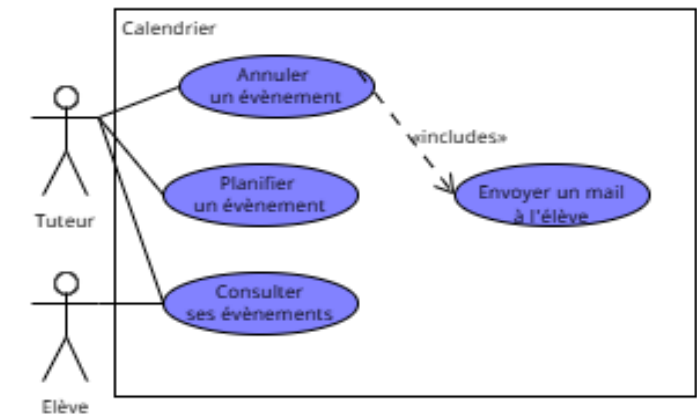 Calendrier
Annuler
un évènement
«includes»
Planifier
un évènement
Envoyer un mail
à l'élève
Tuteur
Consulter
ses évènements
Elève